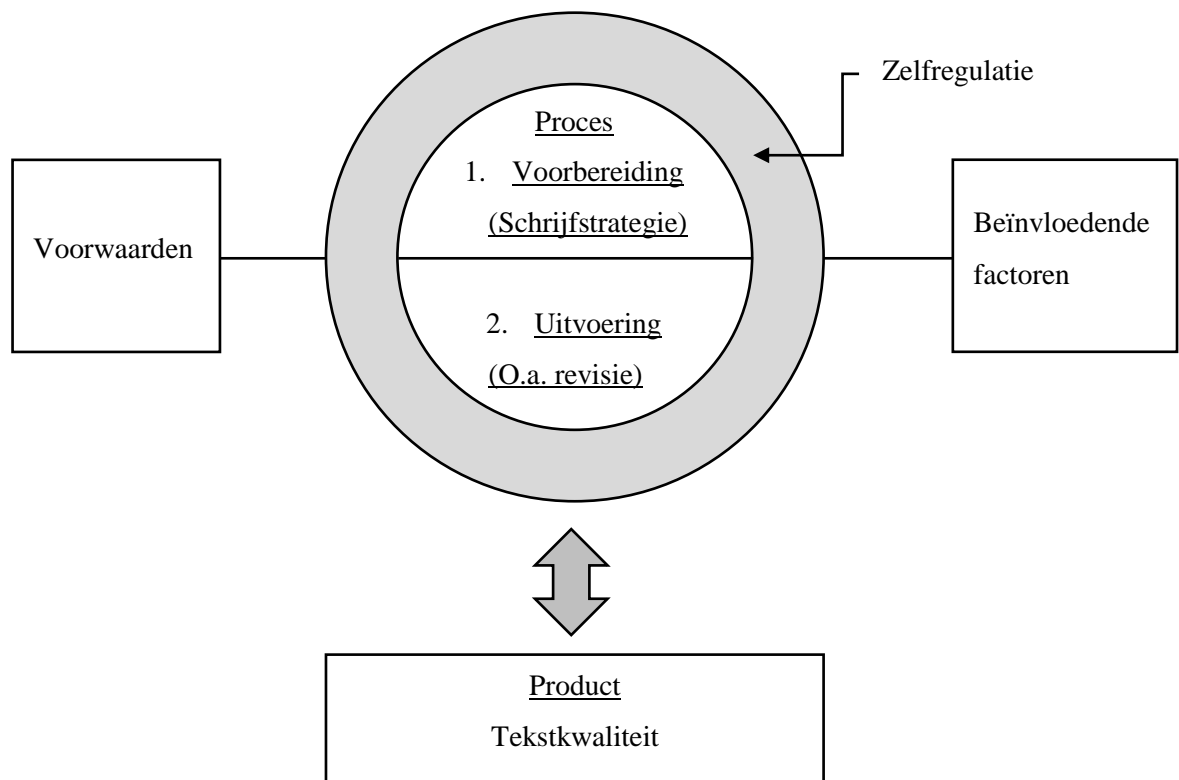 Zelfregulatie
Proces
1. Voorbereiding
(Schrijfstrategie)
Voorwaarden
Beïnvloedende
factoren
2. Uitvoering
(O.a. revisie)
Product
Tekstkwaliteit